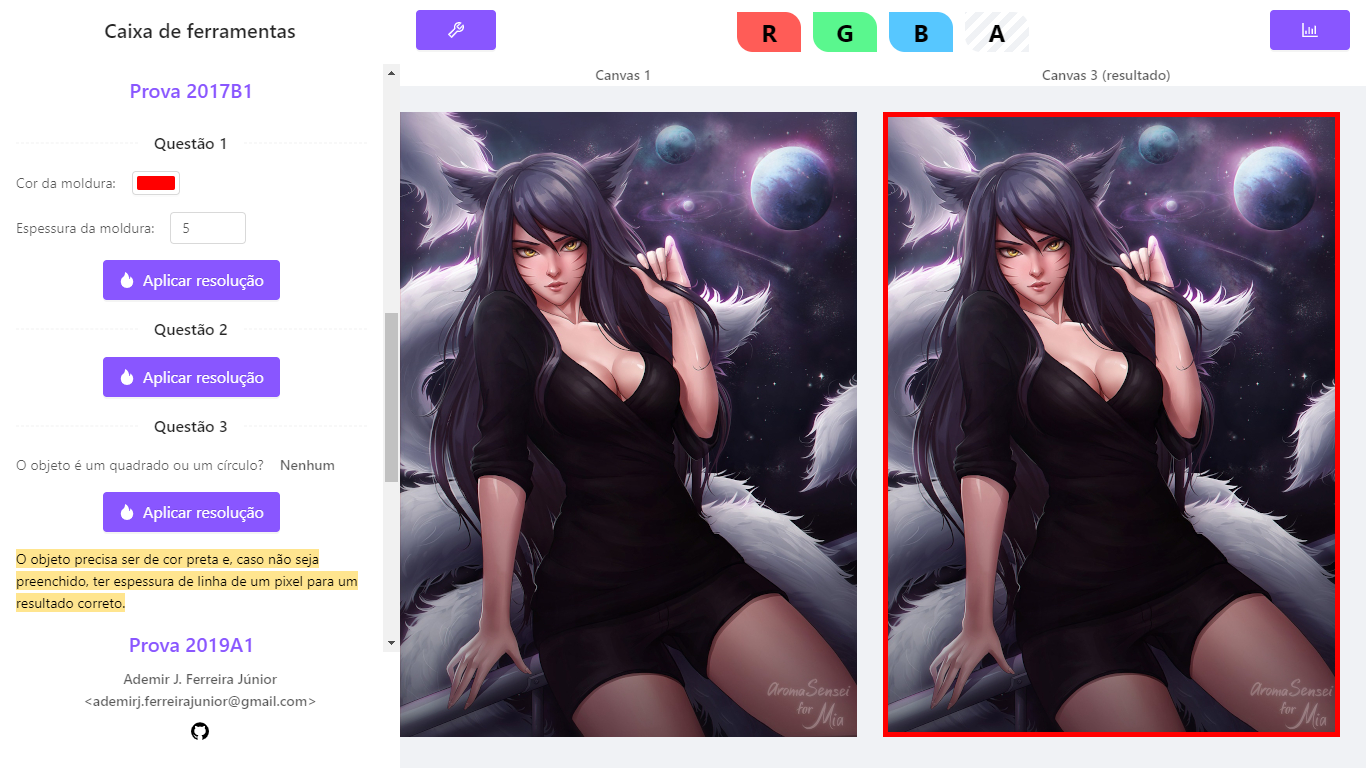 Caixa de ferramentas
Prova 2017B1
Questão 1
Cor da moldura:
Espessura da moldura: 5
Aplicar resolução
Questão 2
Aplicar resolução
Questão 3
O objeto é um quadrado ou um círculo? Nenhum
Aplicar resolução
O objeto precisa ser de cor preta e, caso não seja
preenchido, ter espessura de linha de um pixel para um
resultado correto.
Prova 2019A1
Ademir J. Ferreira Júnior
<ademirj.ferreirajunior@gmail.com>
R G B A
Canvas 1
AromaSensei
for
Mia
Canvas 3 (resultado)
AromaSensei
for
Mia